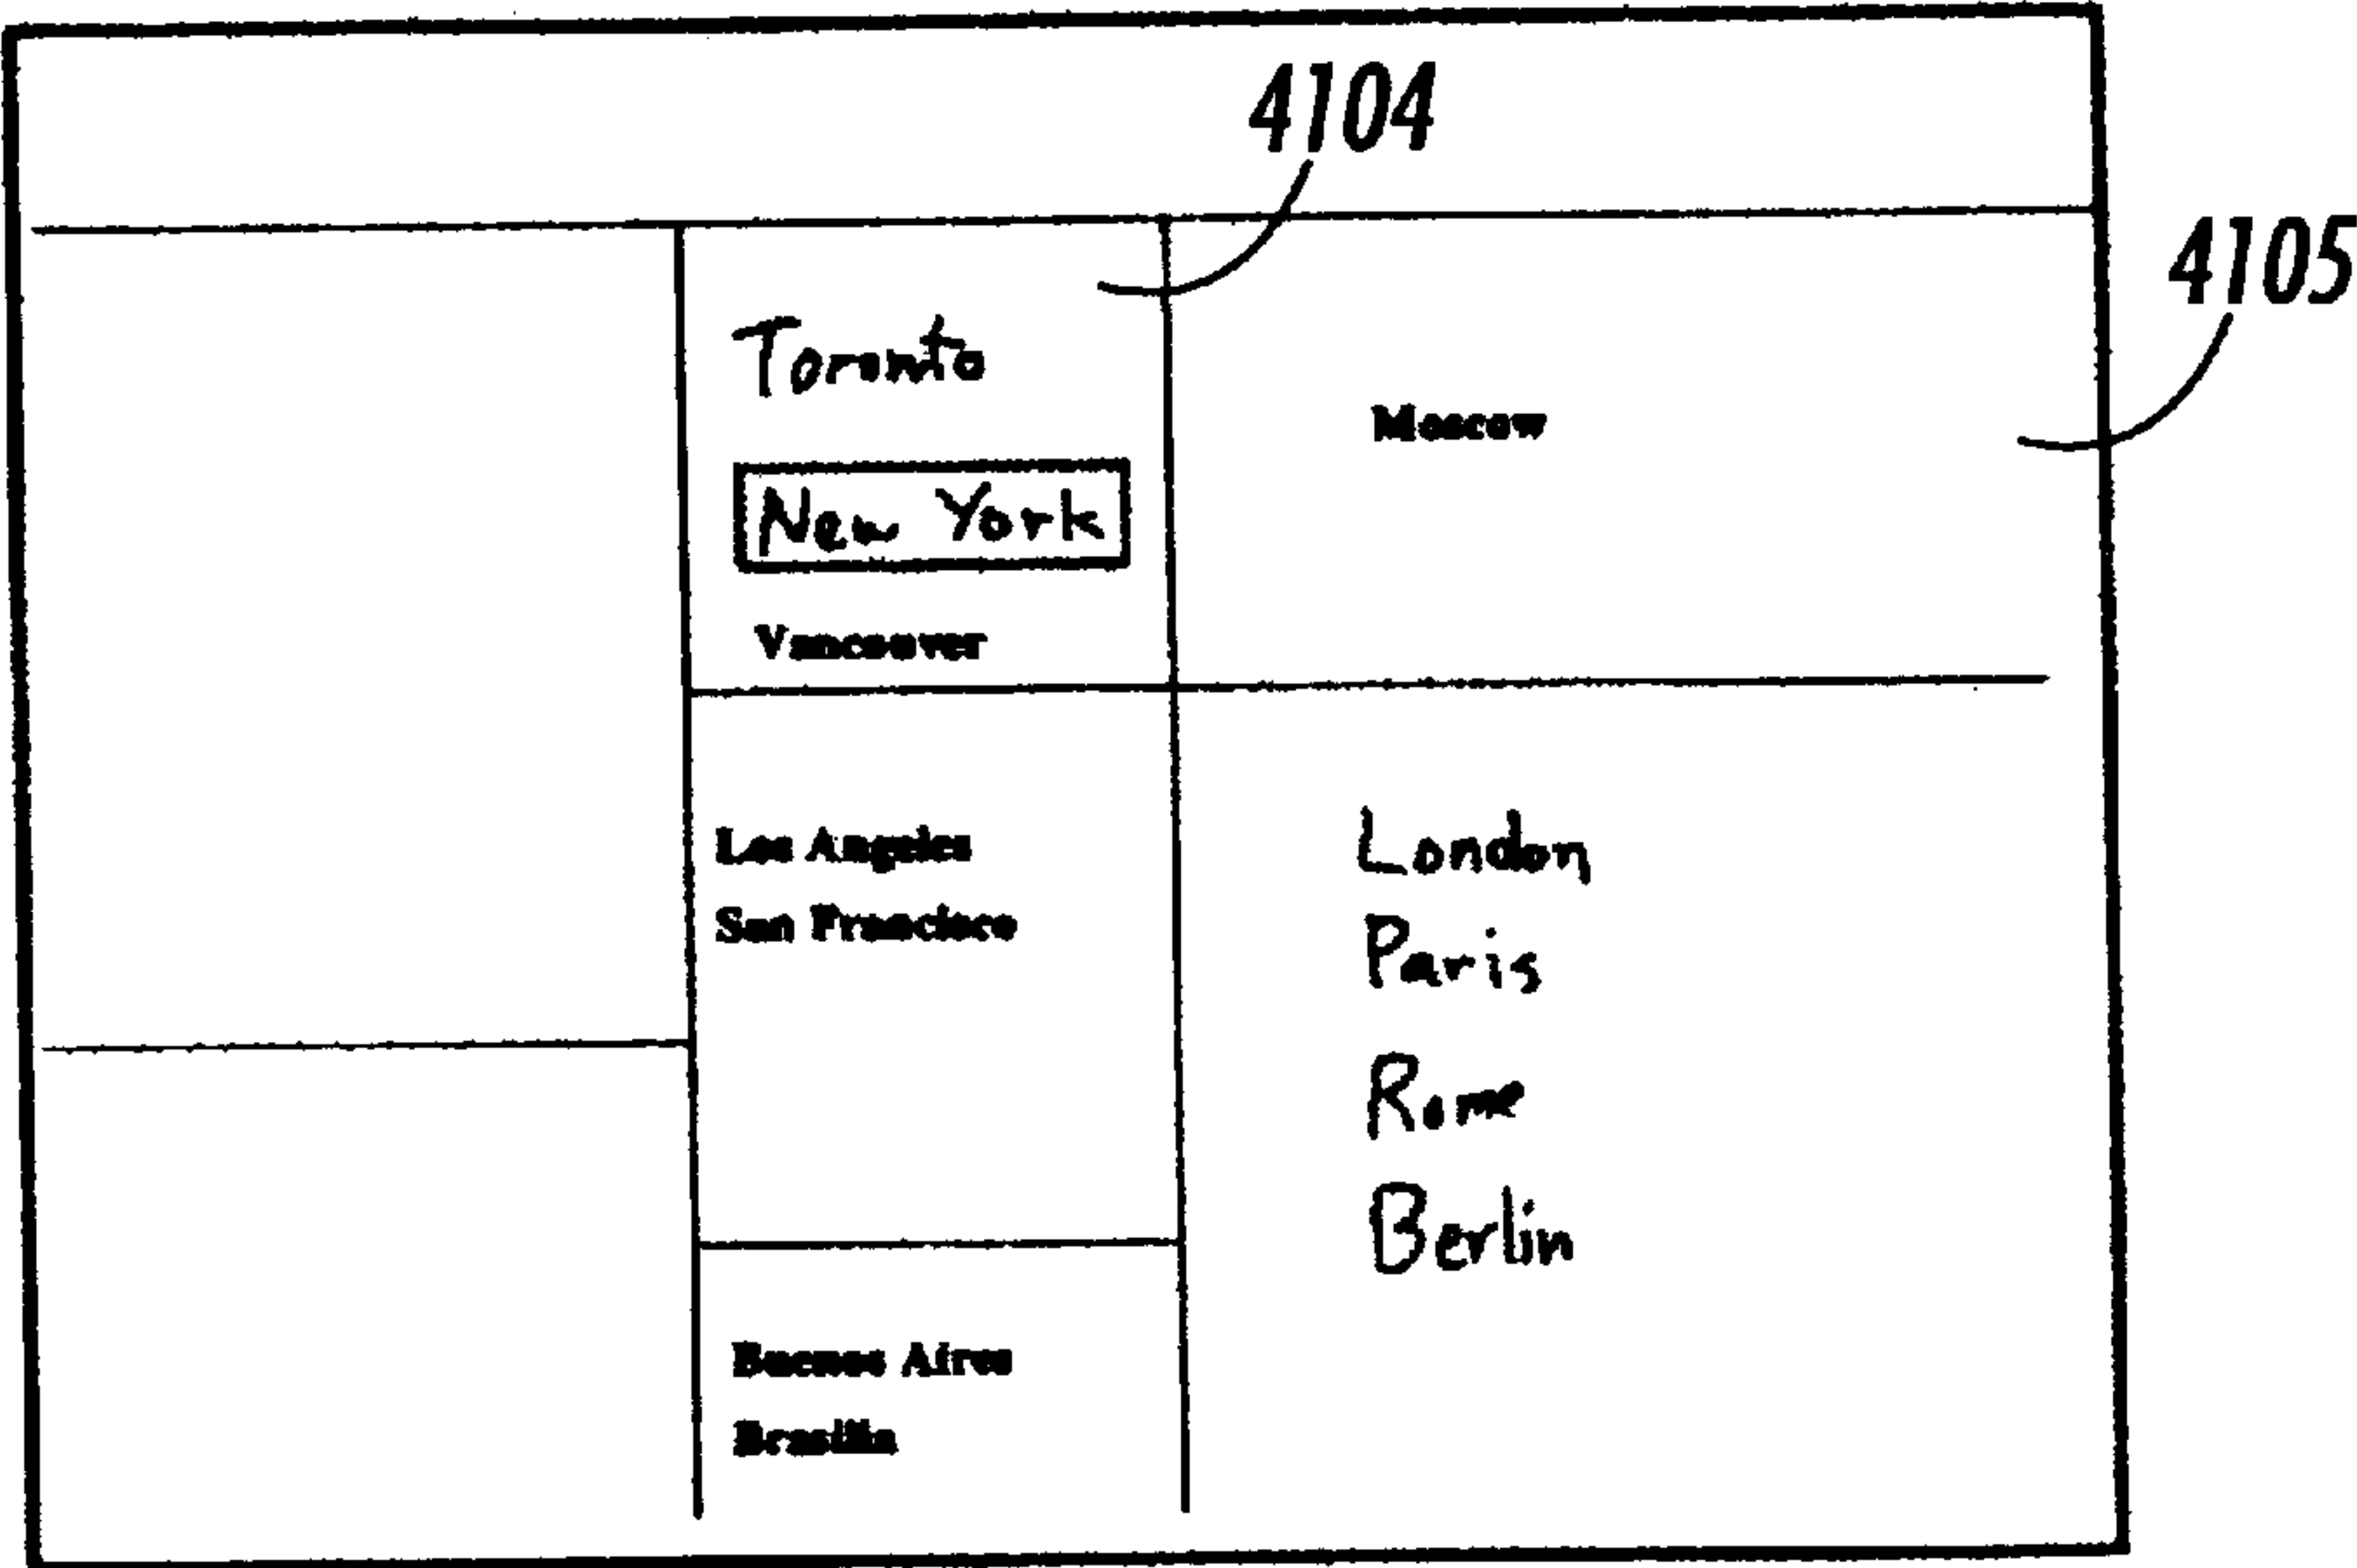 4104
4105
Toronto
New York
Vancouver
Moscow
Los Angeles
San Francisco
Buenos Aires
Brasilia
London
Paris
Rome
Berlin